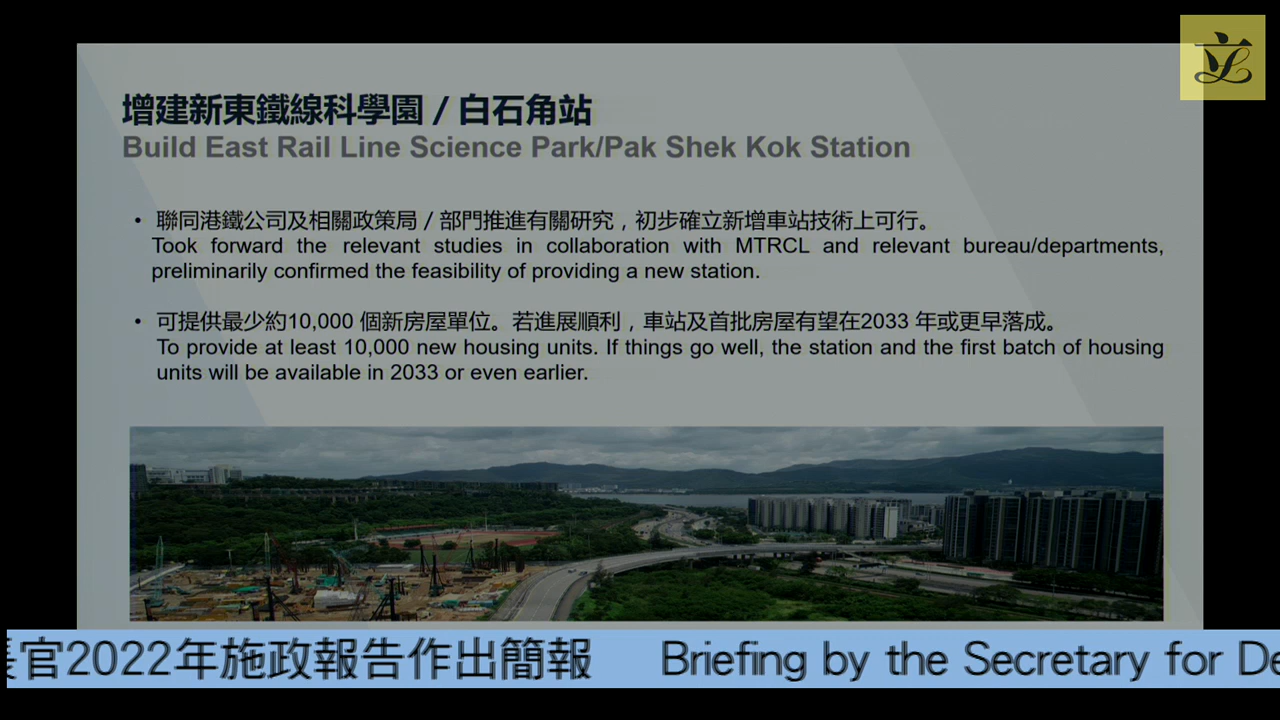 增建新東鐵線科學園 / 白石角站
Build East Rail Line Science Park/Pak Shek Kok Station
• 聯同港鐵公司及相關政策局 / 部門推進有關研究，初步確立新增車站技術上可行。
Took forward the relevant studies in collaboration with MTRCL and relevant bureau/departments,
preliminarily confirmed the feasibility of providing a new station.
• 可提供最少約10,000 個新房屋單位。若進展順利，車站及首批房屋有望在2033 年或更早落成。
To provide at least 10,000 new housing units. If things go well, the station and the first batch of housing
units will be available in 2033 or even earlier.
官2022年施政報告作出簡報 Briefing by the Secretary for De